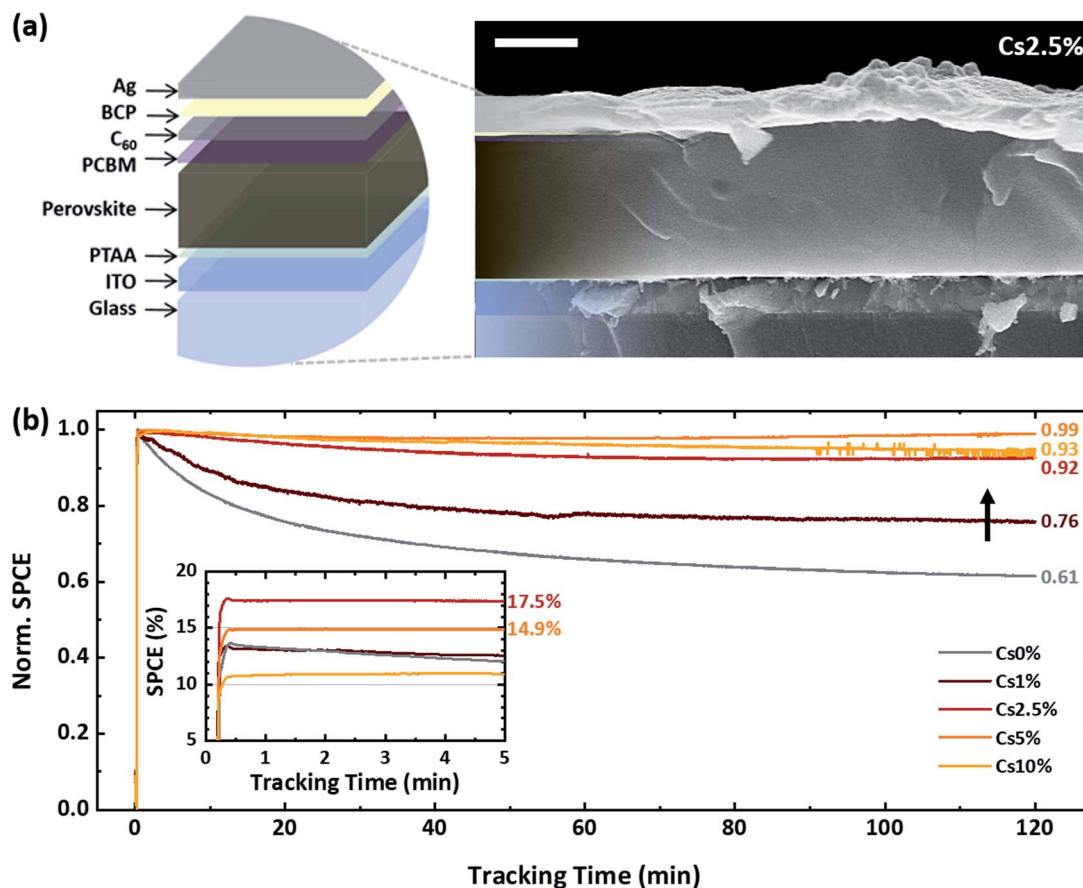 (a)
Ag
BCP
C60
PCBM
Perovskite
PTAA
ITO
Glass
Cs2.5%
(b)
Norm. SPCE
1.0
0.8
0.6
0.4
0.2
0.0
0
20
40
60
80
100
120
Tracking Time (min)
0.99
0.93
0.92
0.76
0.61
SPCE (%)
20
15
10
5
0
1
2
3
4
5
Tracking Time (min)
17.5%
14.9%
Cs0%
Cs1%
Cs2.5%
Cs5%
Cs10%